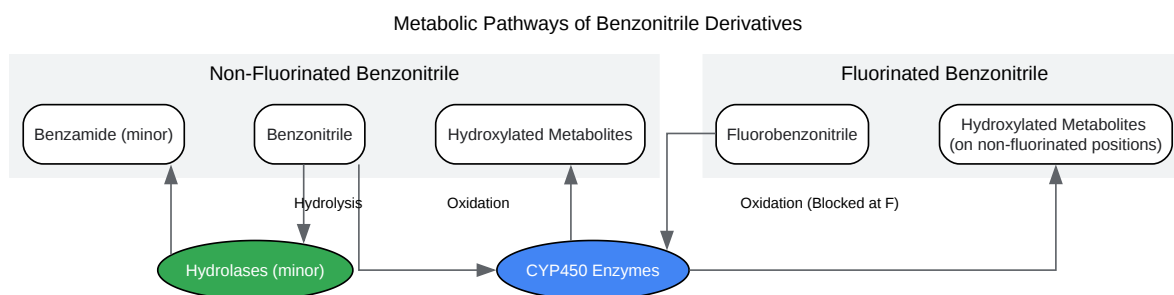 Metabolic Pathways of Benzonitrile Derivatives
Non-Fluorinated Benzonitrile
Fluorinated Benzonitrile
Benzamide (minor)
Benzonitrile
Hydroxylated Metabolites
Fluorobenzonitrile
Hydroxylated Metabolites
(on non-fluorinated positions)
Hydrolysis
Oxidation
Oxidation (Blocked at F)
Hydrolases (minor)
CYP450 Enzymes